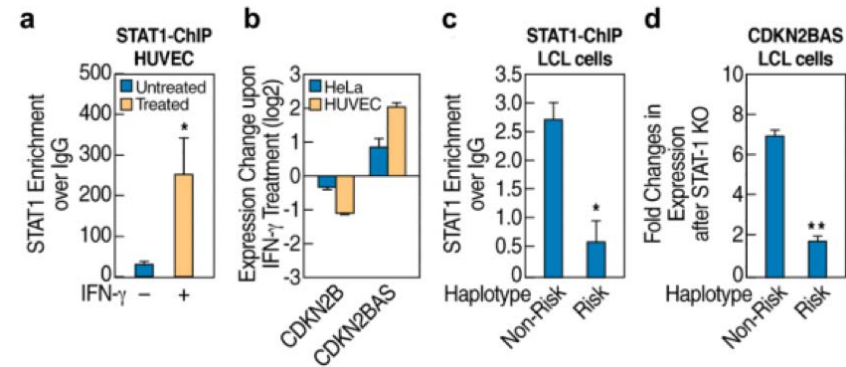 a
STAT1-ChIP
HUVEC
STAT1 Enrichment
over IgG
500
400
300
200
100
0
Untreated
Treated
*
IFN-γ – +
b
Expression Change upon
IFN-γ Treatment (log2)
3
2
1
0
-1
-2
-3
HeLa
HUVEC
CDKN2B
CDKN2BAS
c
STAT1-ChIP
LCL cells
STAT1 Enrichment
over IgG
3.5
3.0
2.5
2.0
1.5
1.0
0.5
0
*
Haplotype
Non-Risk
Risk
d
CDKN2BAS
LCL cells
Fold Changes in
Expression
after STAT-1 KO
10
8
6
4
2
0
**
Haplotype
Non-Risk
Risk